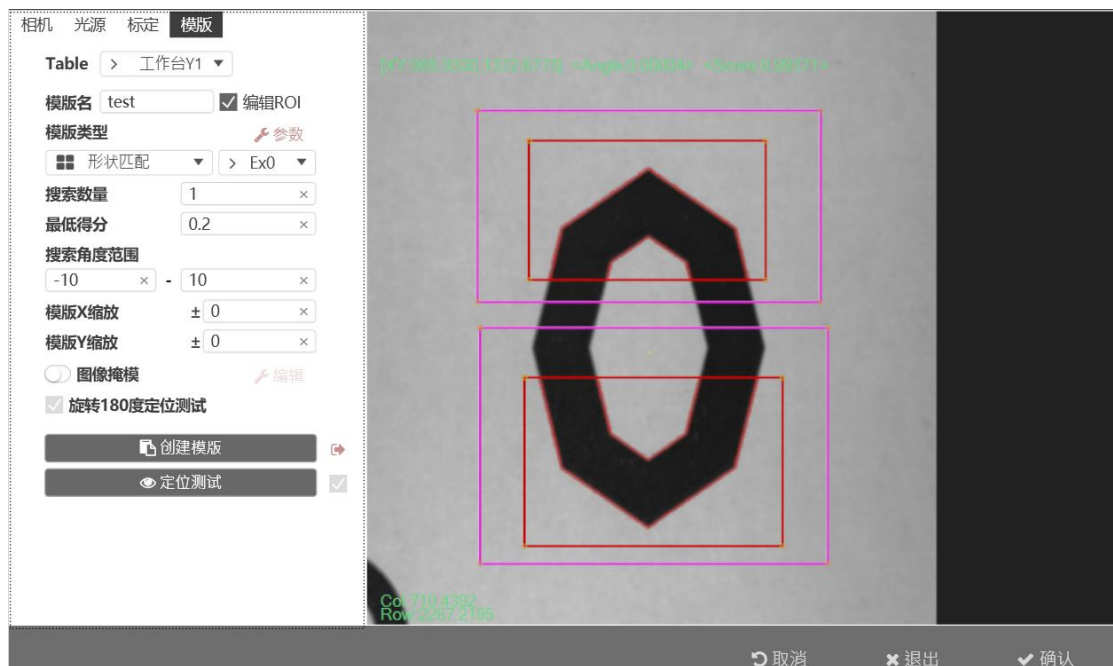 相机 光源 标定 模版
Table > 工作台Y1
模版名 test 编辑ROI
模版类型 参数
形状匹配 > Ex0
搜索数量 1 ×
最低得分 0.2 ×
搜索角度范围
-10 × - 10 ×
模版X缩放 ± 0 ×
模版Y缩放 ± 0 ×
图像掩模 编辑
旋转180度定位测试
创建模版
定位测试
Row:2287.2195
取消 退出 确认